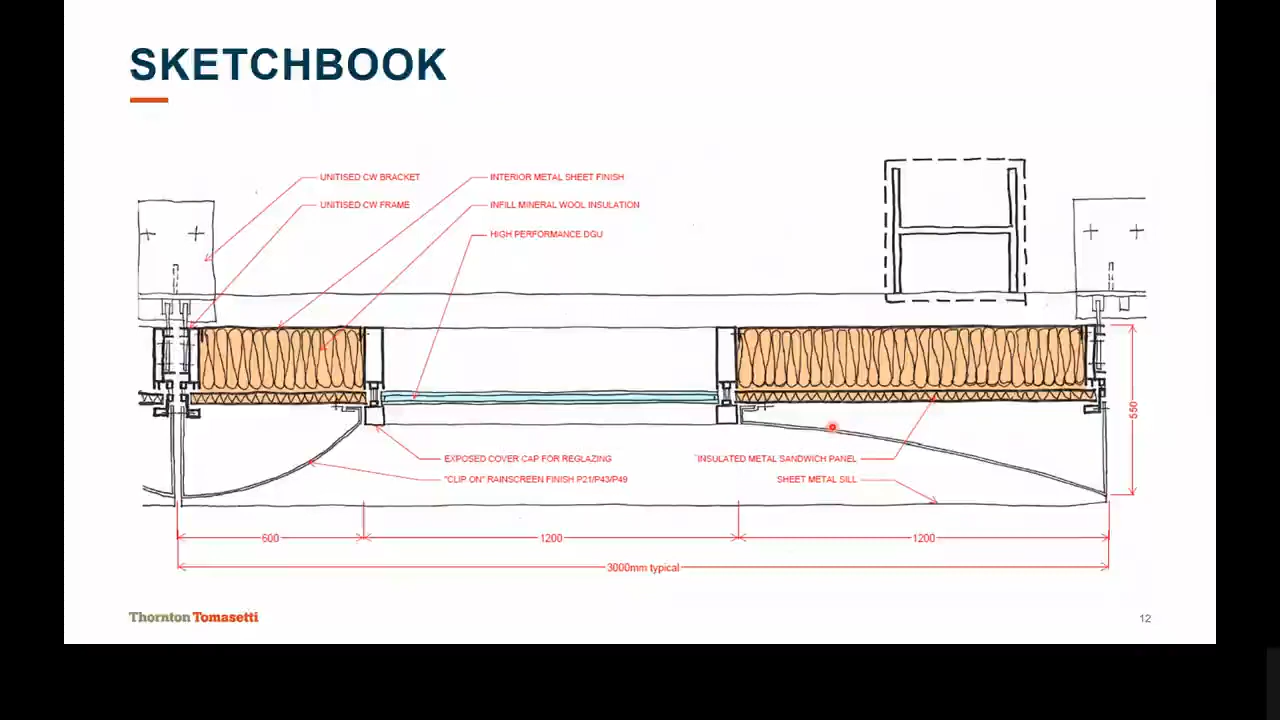 SKETCHBOOK
UNITISED CW BRACKET
INTERIOR METAL SHEET FINISH
UNITISED CW FRAME
INFILL MINERAL WOOL INSULATION
HIGH PERFORMANCE DGU
550
EXPOSED COVER CAP FOR REGLAZING
INSULATED METAL SANDWICH PANEL
"CLIP ON" RAINSCREEN FINISH P21/P43/P49
SHEET METAL SILL
600
1200
1200
3000mm typical
Thornton Tomasetti
12